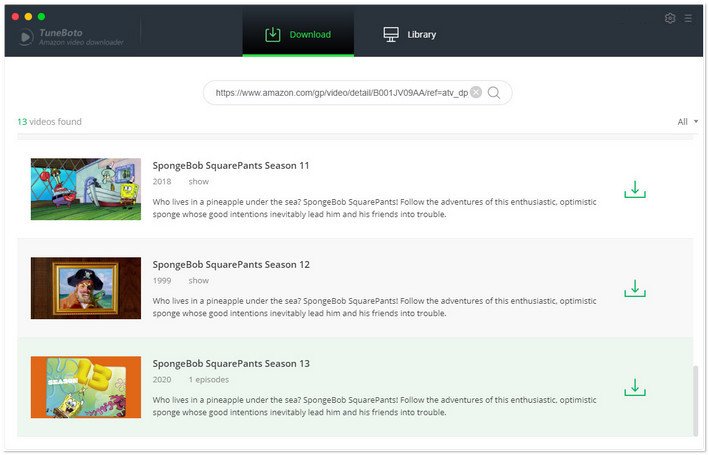 TuneBoto
Amazon video downloader
Download
Library
https://www.amazon.com/gp/video/detail/B001JV09AA/ref=atv_dp
13 videos found
All
SpongeBob SquarePants Season 11
2018 show
Who lives in a pineapple under the sea? SpongeBob SquarePants! Follow the adventures of this enthusiastic, optimistic
sponge whose good intentions inevitably lead him and his friends into trouble.
SpongeBob SquarePants Season 12
1999 show
Who lives in a pineapple under the sea? SpongeBob SquarePants! Follow the adventures of this enthusiastic, optimistic
sponge whose good intentions inevitably lead him and his friends into trouble.
SEASON 13
SpongeBob SquarePants Season 13
2020 1 episodes
Who lives in a pineapple under the sea? SpongeBob SquarePants! Follow the adventures of this enthusiastic, optimistic
sponge whose good intentions inevitably lead him and his friends into trouble.